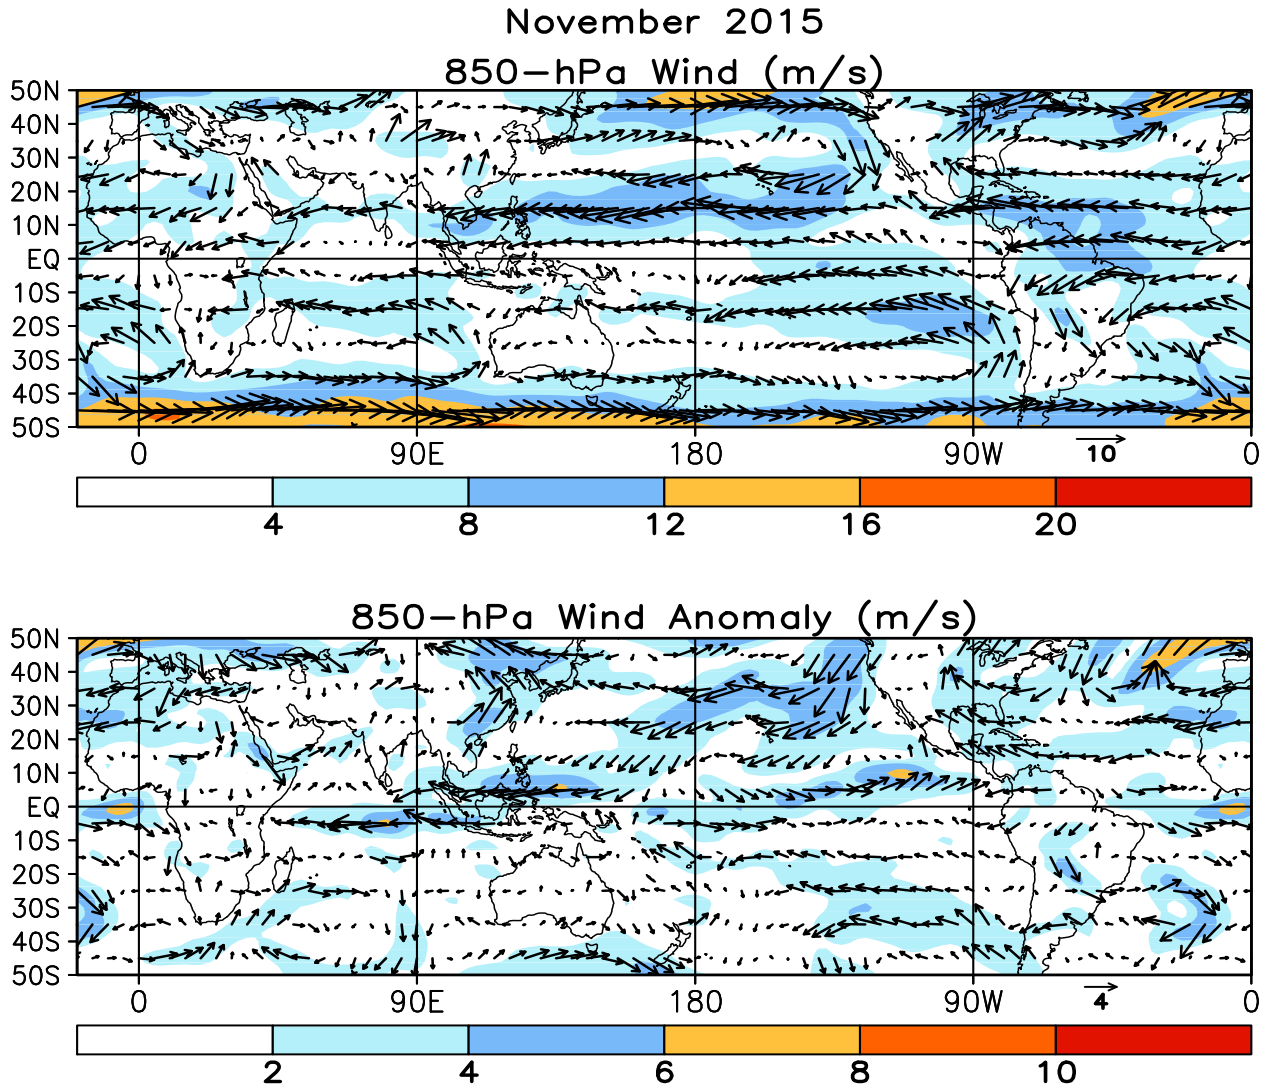 November 2015
850-hPa Wind (m/s)
50N
40N
30N
20N
10N
EQ
10S
20S
30S
40S
50S
0 90E 180 90W 0
10
4 8 12 16 20
850-hPa Wind Anomaly (m/s)
50N
40N
30N
20N
10N
EQ
10S
20S
30S
40S
50S
0 90E 180 90W 0
4
2 4 6 8 10